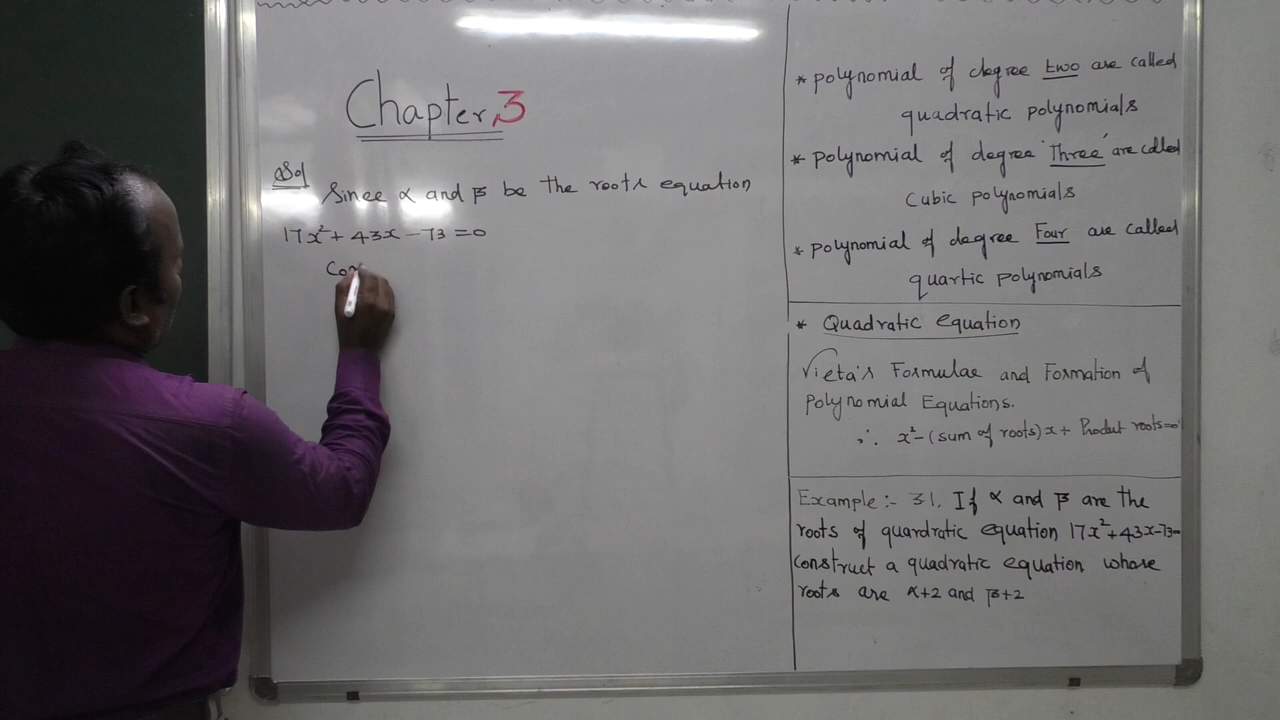 Chapter 3
Sol
Since α and β be the roots equation
17x²+43x-73=0
Con
* polynomial of degree two are called
quadratic polynomials
* polynomial of degree 'Three' are called
Cubic polynomials
* polynomial of degree Four are called
quartic polynomials
* Quadratic equation
Vieta's Formulae and Formation of
Polynomial Equations.
∴ x²-(sum of roots)x+ Product roots=0
Example:- 3.1. If α and β are the
roots of quardratic equation 17x²+43x-73=
construct a quadratic equation whose
roots are α+2 and β+2